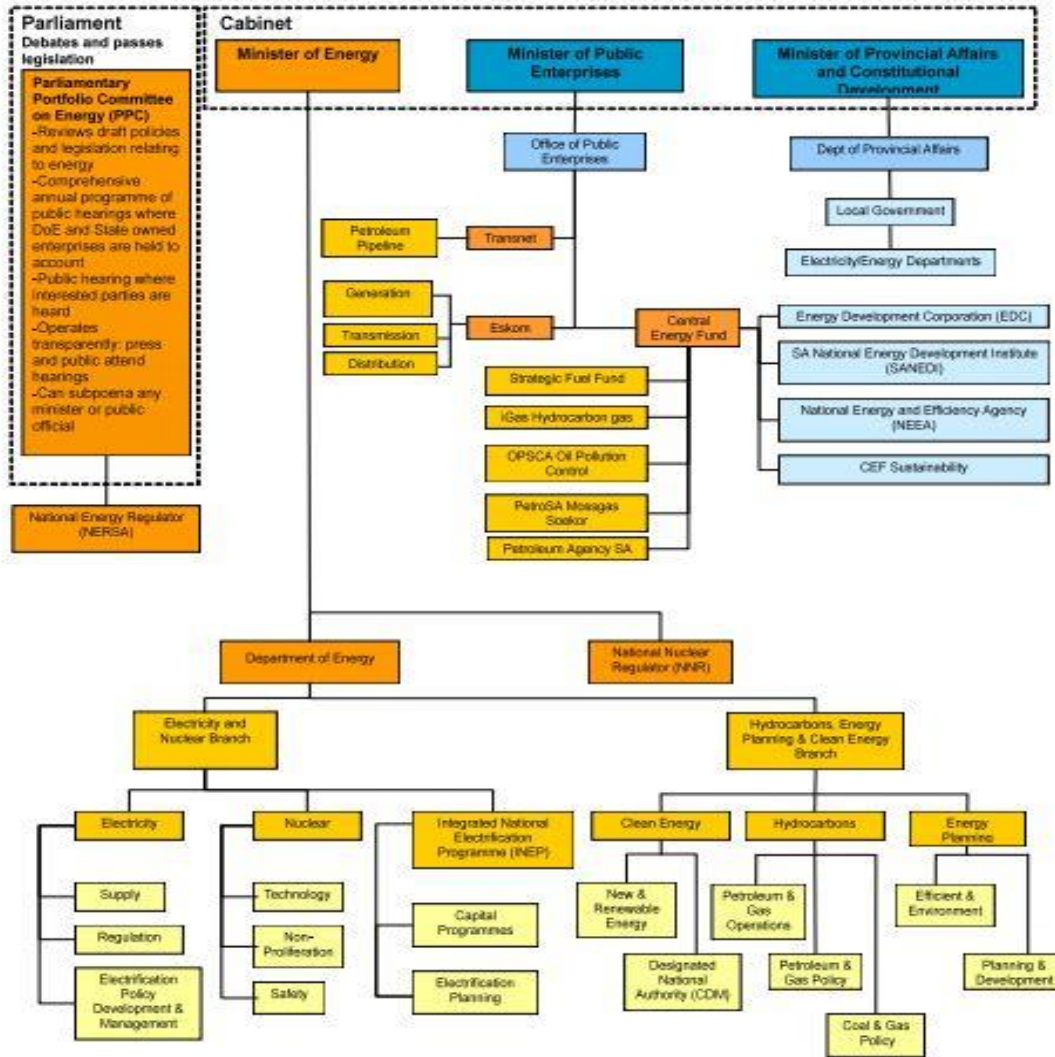 Parliament
Debates and passes
legislation
Parliamentary
Portfolio Committee
on Energy (PPC)
-Reviews draft policies
and legislation relating
to energy
-Comprehensive
annual programme of
public hearings where
DoE and State owned
enterprises are held to
account
-Public hearing where
interested parties are
heard
-Operates
transparently: press
and public attend
hearings
-Can subpoena any
minister or public
official
National Energy Regulator
(NERSA)
Cabinet
Minister of Energy
Minister of Public
Enterprises
Minister of Provincial Affairs
and Constitutional
Development
Office of Public
Enterprises
Dept of Provincial Affairs
Local Government
Electricity/Energy Departments
Petroleum
Pipeline
Transnet
Generation
Transmission
Distribution
Eskom
Central
Energy Fund
Strategic Fuel Fund
iGas Hydrocarbon gas
OPSCA Oil Pollution
Control
PetroSA Mossgas
Soekor
Petroleum Agency SA
Energy Development Corporation (EDC)
SA National Energy Development Institute
(SANEDI)
National Energy and Efficiency Agency
(NEEA)
CEF Sustainability
Department of Energy
National Nuclear
Regulator (NNR)
Electricity and
Nuclear Branch
Hydrocarbons, Energy
Planning & Clean Energy
Branch
Electricity
Supply
Regulation
Electrification
Policy
Development &
Management
Nuclear
Technology
Non-
Proliferation
Safety
Integrated National
Electrification
Programme (INEP)
Capital
Programmes
Electrification
Planning
Clean Energy
New &
Renewable
Energy
Designated
National
Authority (CDM)
Hydrocarbons
Petroleum &
Gas
Operations
Petroleum &
Gas Policy
Coal & Gas
Policy
Energy
Planning
Efficient &
Environment
Planning &
Development